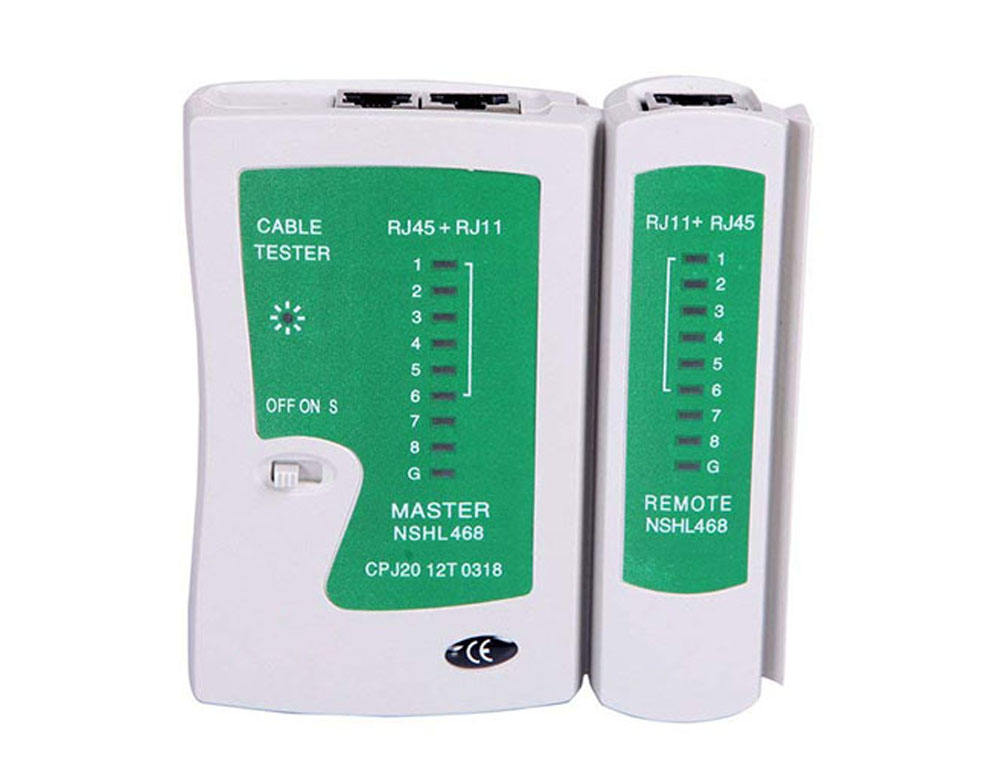 CABLE
TESTER
OFF ON S
RJ45 + RJ11
1
2
3
4
5
6
7
8
G
MASTER
NSHL468
CPJ20 12T 0318
CE
RJ11+ RJ45
1
2
3
4
5
6
7
8
G
REMOTE
NSHL468